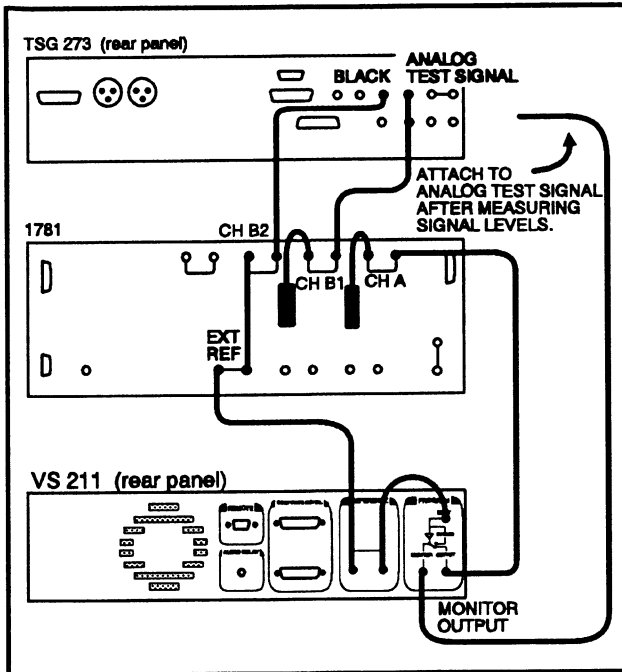 TSG 273 (rear panel)
BLACK
ANALOG
TEST SIGNAL
ATTACH TO
ANALOG TEST SIGNAL
AFTER MEASURING
SIGNAL LEVELS.
1781
CH B2
CH B1
CH A
EXT
REF
VS 211 (rear panel)
REMOTE
MONITOR
OUTPUT